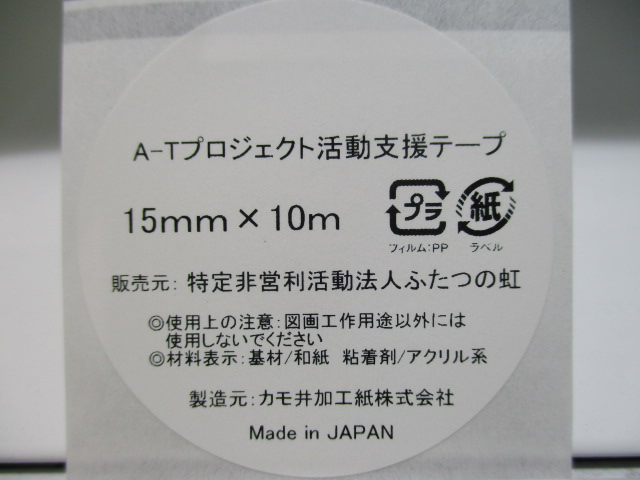 A-Tプロジェクト活動支援テープ
15mm×10m
プラ
紙
フィルム:PP
ラベル
販売元:特定非営利活動法人ふたつの虹
◎使用上の注意:図画工作用途以外には
使用しないでください
◎材料表示:基材/和紙 粘着剤/アクリル系
製造元:カモ井加工紙株式会社
Made in JAPAN